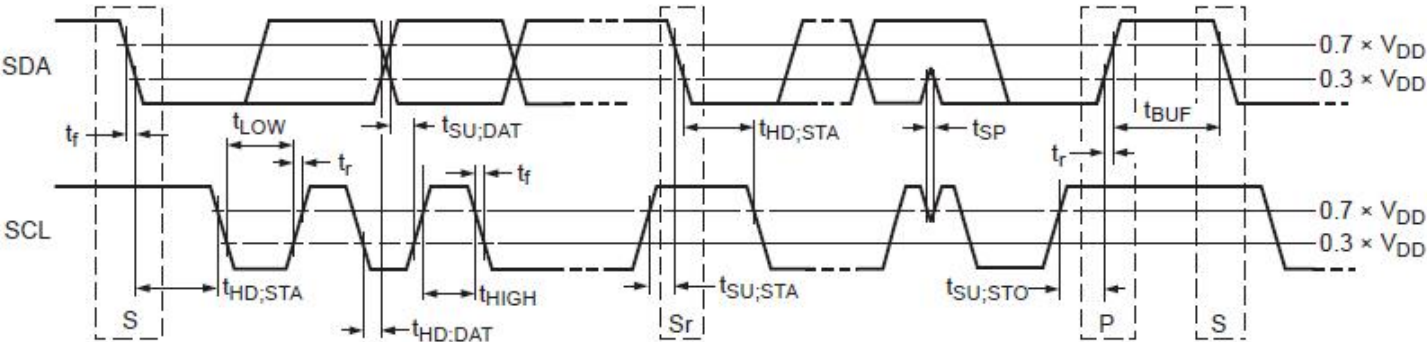 SDA
0.7 × VDD
0.3 × VDD
tf
tLOW
tSU;DAT
tHD;STA
tSP
tBUF
tr
tr
tf
SCL
0.7 × VDD
0.3 × VDD
tHD;STA
tHIGH
tSU;STA
tSU;STO
S
tHD;DAT
Sr
P
S